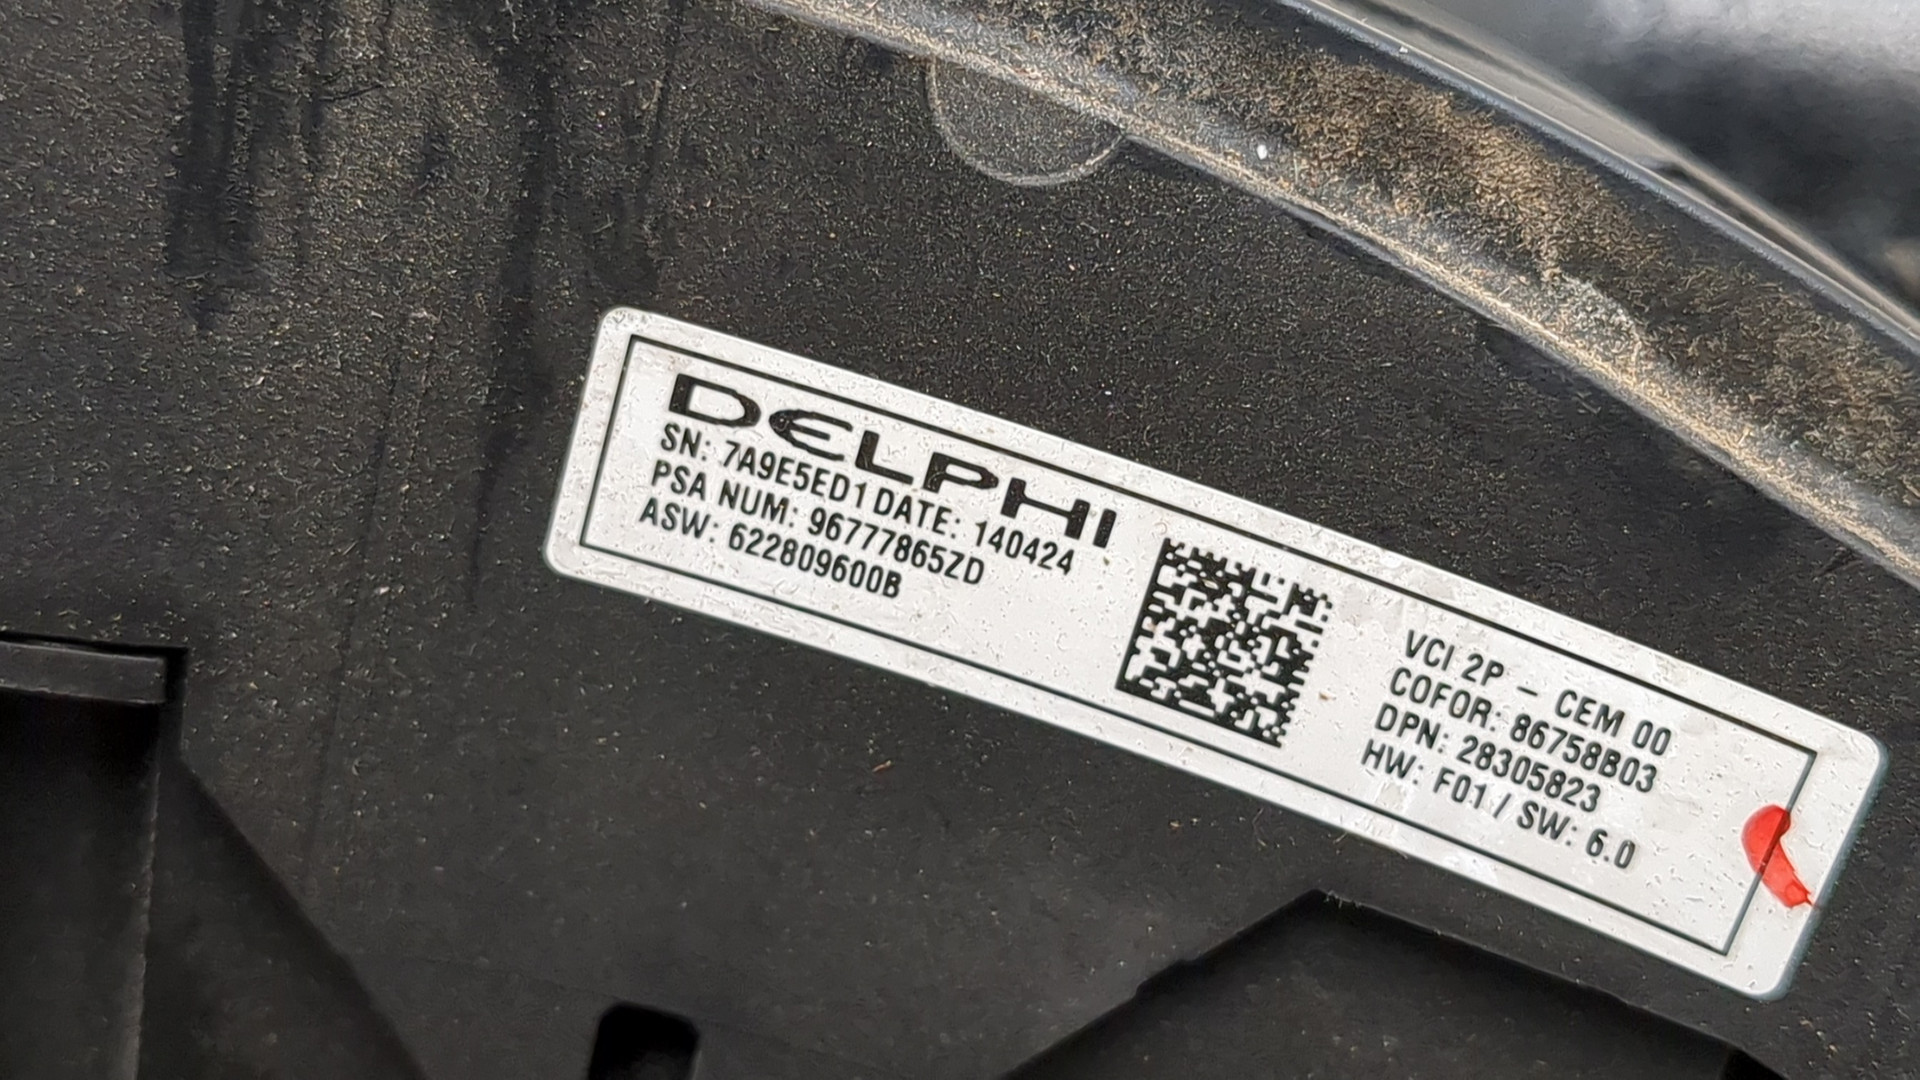 DELPHI
SN: 7A9E5ED1 DATE: 140424
PSA NUM: 96777865ZD
ASW: 622809600B
VCI 2P – CEM 00
COFOR: 86758B03
DPN: 28305823
HW: F01 / SW: 6.0